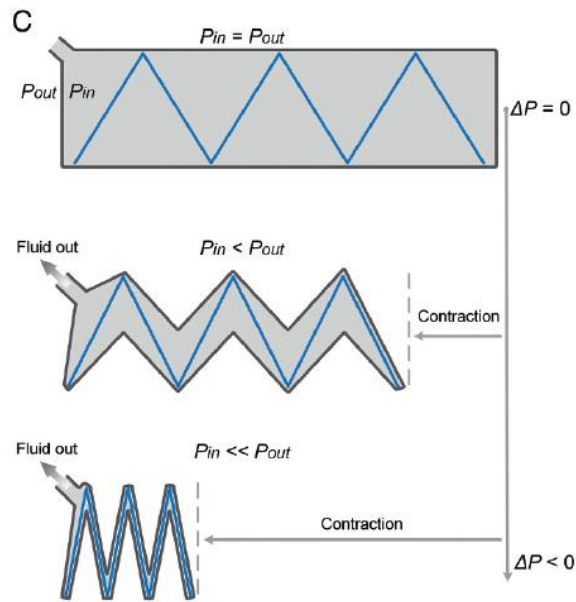 C
Pin = Pout
Pout Pin
ΔP = 0
Fluid out
Pin < Pout
Contraction
Fluid out
Pin << Pout
Contraction
ΔP < 0